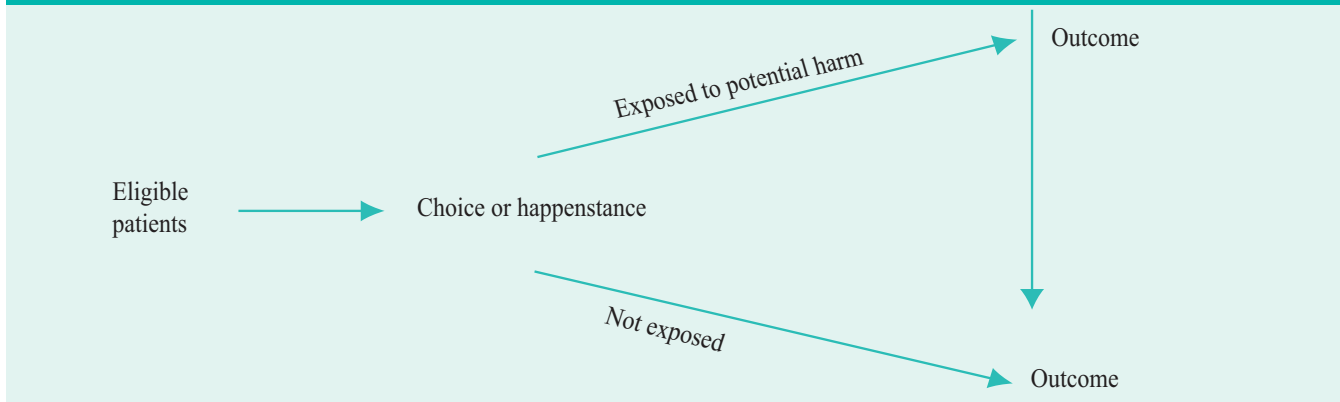 Outcome
Exposed to potential harm
Eligible
patients
Choice or happenstance
Not exposed
Outcome